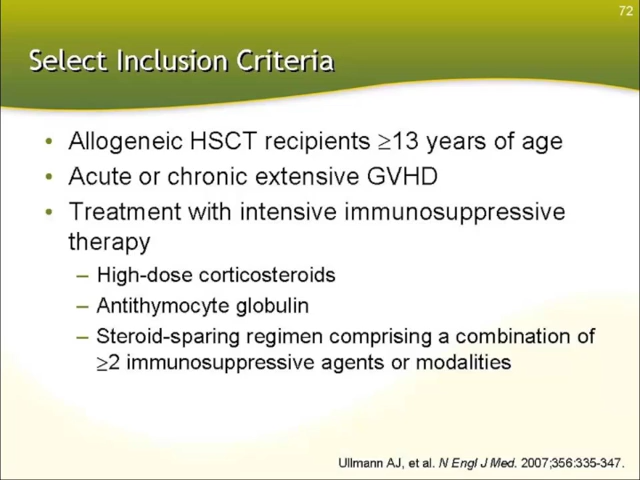 72
Select Inclusion Criteria
• Allogeneic HSCT recipients ≥13 years of age
• Acute or chronic extensive GVHD
• Treatment with intensive immunosuppressive
therapy
– High-dose corticosteroids
– Antithymocyte globulin
– Steroid-sparing regimen comprising a combination of
≥2 immunosuppressive agents or modalities
Ullmann AJ, et al. N Engl J Med. 2007;356:335-347.